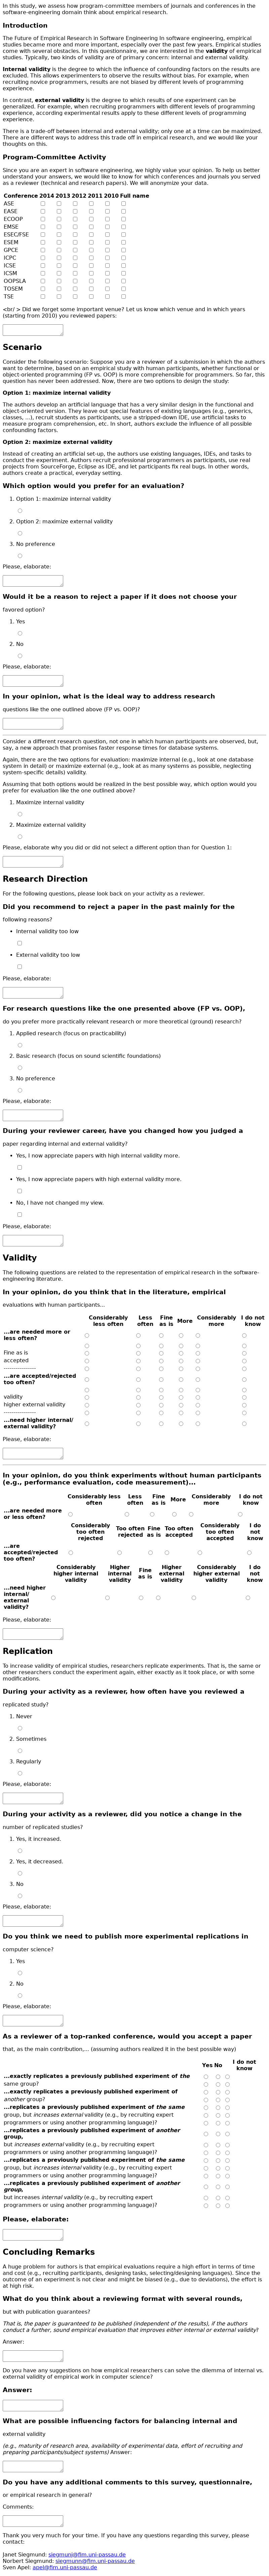 In this study, we assess how program-committee members of journals and conferences in the
software-engineering domain think about empirical research.
Introduction
The Future of Empirical Research in Software Engineering In software engineering, empirical
studies became more and more important, especially over the past few years. Empirical studies
come with several obstacles. In this questionnaire, we are interested in the validity of empirical
studies. Typically, two kinds of validity are of primary concern: internal and external validity.
Internal validity is the degree to which the influence of confounding factors on the results are
excluded. This allows experimenters to observe the results without bias. For example, when
recruiting novice programmers, results are not biased by different levels of programming
experience.
In contrast, external validity is the degree to which results of one experiment can be
generalized. For example, when recruiting programmers with different levels of programming
experience, according experimental results apply to these different levels of programming
experience.
There is a trade-off between internal and external validity; only one at a time can be maximized.
There are different ways to address this trade off in empirical research, and we would like your
thoughts on this.
Program-Committee Activity
Since you are an expert in software engineering, we highly value your opinion. To help us better
understand your answers, we would like to know for which conferences and journals you served
as a reviewer (technical and research papers). We will anonymize your data.
Conference 2014 2013 2012 2011 2010 Full name
ASE
EASE
ECOOP
EMSE
ESEC/FSE
ESEM
GPCE
ICPC
ICSE
ICSM
OOPSLA
TOSEM
TSE
<br/ > Did we forget some important venue? Let us know which venue and in which years
(starting from 2010) you reviewed papers:
Scenario
Consider the following scenario: Suppose you are a reviewer of a submission in which the authors
want to determine, based on an empirical study with human participants, whether functional or
object-oriented programming (FP vs. OOP) is more comprehensible for programmers. So far, this
question has never been addressed. Now, there are two options to design the study:
Option 1: maximize internal validity
The authors develop an artificial language that has a very similar design in the functional and
object-oriented version. They leave out special features of existing languages (e.g., generics,
classes, ...), recruit students as participants, use a stripped-down IDE, use artificial tasks to
measure program comprehension, etc. In short, authors exclude the influence of all possible
confounding factors.
Option 2: maximize external validity
Instead of creating an artificial set-up, the authors use existing languages, IDEs, and tasks to
conduct the experiment. Authors recruit professional programmers as participants, use real
projects from SourceForge, Eclipse as IDE, and let participants fix real bugs. In other words,
authors create a practical, everyday setting.
Which option would you prefer for an evaluation?
1. Option 1: maximize internal validity
2. Option 2: maximize external validity
3. No preference
Please, elaborate:
Would it be a reason to reject a paper if it does not choose your
favored option?
1. Yes
2. No
Please, elaborate:
In your opinion, what is the ideal way to address research
questions like the one outlined above (FP vs. OOP)?
Consider a different research question, not one in which human participants are observed, but,
say, a new approach that promises faster response times for database systems.
Again, there are the two options for evaluation: maximize internal (e.g., look at one database
system in detail) or maximize external (e.g., look at as many systems as possible, neglecting
system-specific details) validity.
Assuming that both options would be realized in the best possible way, which option would you
prefer for evaluation like the one outlined above?
1. Maximize internal validity
2. Maximize external validity
Please, elaborate why you did or did not select a different option than for Question 1:
Research Direction
For the following questions, please look back on your activity as a reviewer.
Did you recommend to reject a paper in the past mainly for the
following reasons?
• Internal validity too low
• External validity too low
Please, elaborate:
For research questions like the one presented above (FP vs. OOP),
do you prefer more practically relevant research or more theoretical (ground) research?
1. Applied research (focus on practicability)
2. Basic research (focus on sound scientific foundations)
3. No preference
Please, elaborate:
During your reviewer career, have you changed how you judged a
paper regarding internal and external validity?
• Yes, I now appreciate papers with high internal validity more.
• Yes, I now appreciate papers with high external validity more.
• No, I have not changed my view.
Please, elaborate:
Validity
The following questions are related to the representation of empirical research in the software-
engineering literature.
In your opinion, do you think that in the literature, empirical
evaluations with human participants...
Considerably less often Less often Fine as is More Considerably more I do not know
...are needed more or less often?
Fine as is
accepted
----------------
...are accepted/rejected too often?
validity
higher external validity
----------------
...need higher internal/ external validity?
Please, elaborate:
In your opinion, do you think experiments without human participants
(e.g., performance evaluation, code measurement)...
Considerably less often Less often Fine as is More Considerably more I do not know
...are needed more or less often?
Considerably too often rejected Too often rejected Fine as is Too often accepted Considerably too often accepted I do not know
...are accepted/rejected too often?
Considerably higher internal validity Higher internal validity Fine as is Higher external validity Considerably higher external validity I do not know
...need higher internal/ external validity?
Please, elaborate:
Replication
To increase validity of empirical studies, researchers replicate experiments. That is, the same or
other researchers conduct the experiment again, either exactly as it took place, or with some
modifications.
During your activity as a reviewer, how often have you reviewed a
replicated study?
1. Never
2. Sometimes
3. Regularly
Please, elaborate:
During your activity as a reviewer, did you notice a change in the
number of replicated studies?
1. Yes, it increased.
2. Yes, it decreased.
3. No
Please, elaborate:
Do you think we need to publish more experimental replications in
computer science?
1. Yes
2. No
Please, elaborate:
As a reviewer of a top-ranked conference, would you accept a paper
that, as the main contribution,... (assuming authors realized it in the best possible way)
Yes No I do not know
...exactly replicates a previously published experiment of the
same group?
...exactly replicates a previously published experiment of
another group?
...replicates a previously published experiment of the same
group, but increases external validity (e.g., by recruiting expert
programmers or using another programming language)?
...replicates a previously published experiment of another
group,
but increases external validity (e.g., by recruiting expert
programmers or using another programming language)?
...replicates a previously published experiment of the same
group, but increases internal validity (e.g., by recruiting expert
programmers or using another programming language)?
...replicates a previously published experiment of another
group,
but increases internal validity (e.g., by recruiting expert
programmers or using another programming language)?
Please, elaborate:
Concluding Remarks
A huge problem for authors is that empirical evaluations require a high effort in terms of time
and cost (e.g., recruiting participants, designing tasks, selecting/designing languages). Since the
outcome of an experiment is not clear and might be biased (e.g., due to deviations), the effort is
at high risk.
What do you think about a reviewing format with several rounds,
but with publication guarantees?
That is, the paper is guaranteed to be published (independent of the results), if the authors
conduct a further, sound empirical evaluation that improves either internal or external validity?
Answer:
Do you have any suggestions on how empirical researchers can solve the dilemma of internal vs.
external validity of empirical work in computer science?
Answer:
What are possible influencing factors for balancing internal and
external validity
(e.g., maturity of research area, availability of experimental data, effort of recruiting and
preparing participants/subject systems) Answer:
Do you have any additional comments to this survey, questionnaire,
or empirical research in general?
Comments:
Thank you very much for your time. If you have any questions regarding this survey, please
contact:
Janet Siegmund: siegmunj@fim.uni-passau.de
Norbert Siegmund: siegmunn@fim.uni-passau.de
Sven Apel: apel@fim.uni-passau.de